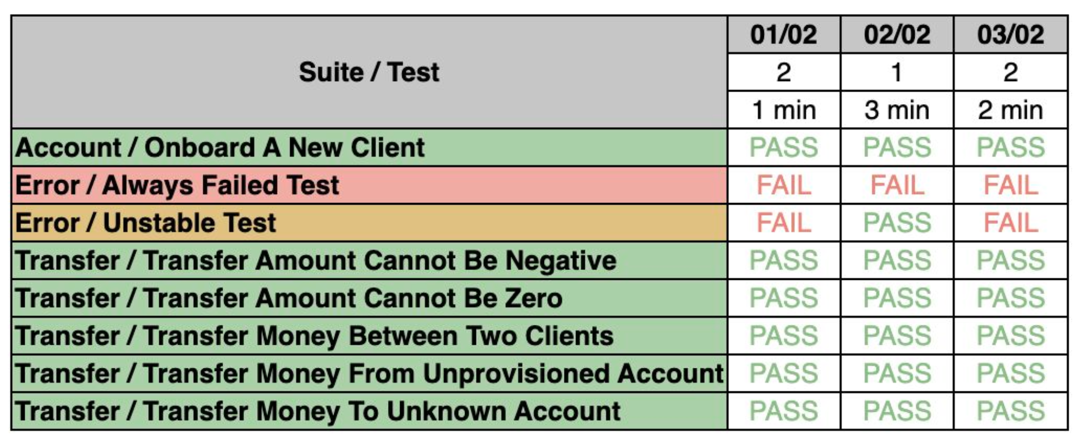 Suite / Test 01/02 02/02 03/02
2 1 2
1 min 3 min 2 min
Account / Onboard A New Client PASS PASS PASS
Error / Always Failed Test FAIL FAIL FAIL
Error / Unstable Test FAIL PASS FAIL
Transfer / Transfer Amount Cannot Be Negative PASS PASS PASS
Transfer / Transfer Amount Cannot Be Zero PASS PASS PASS
Transfer / Transfer Money Between Two Clients PASS PASS PASS
Transfer / Transfer Money From Unprovisioned Account PASS PASS PASS
Transfer / Transfer Money To Unknown Account PASS PASS PASS